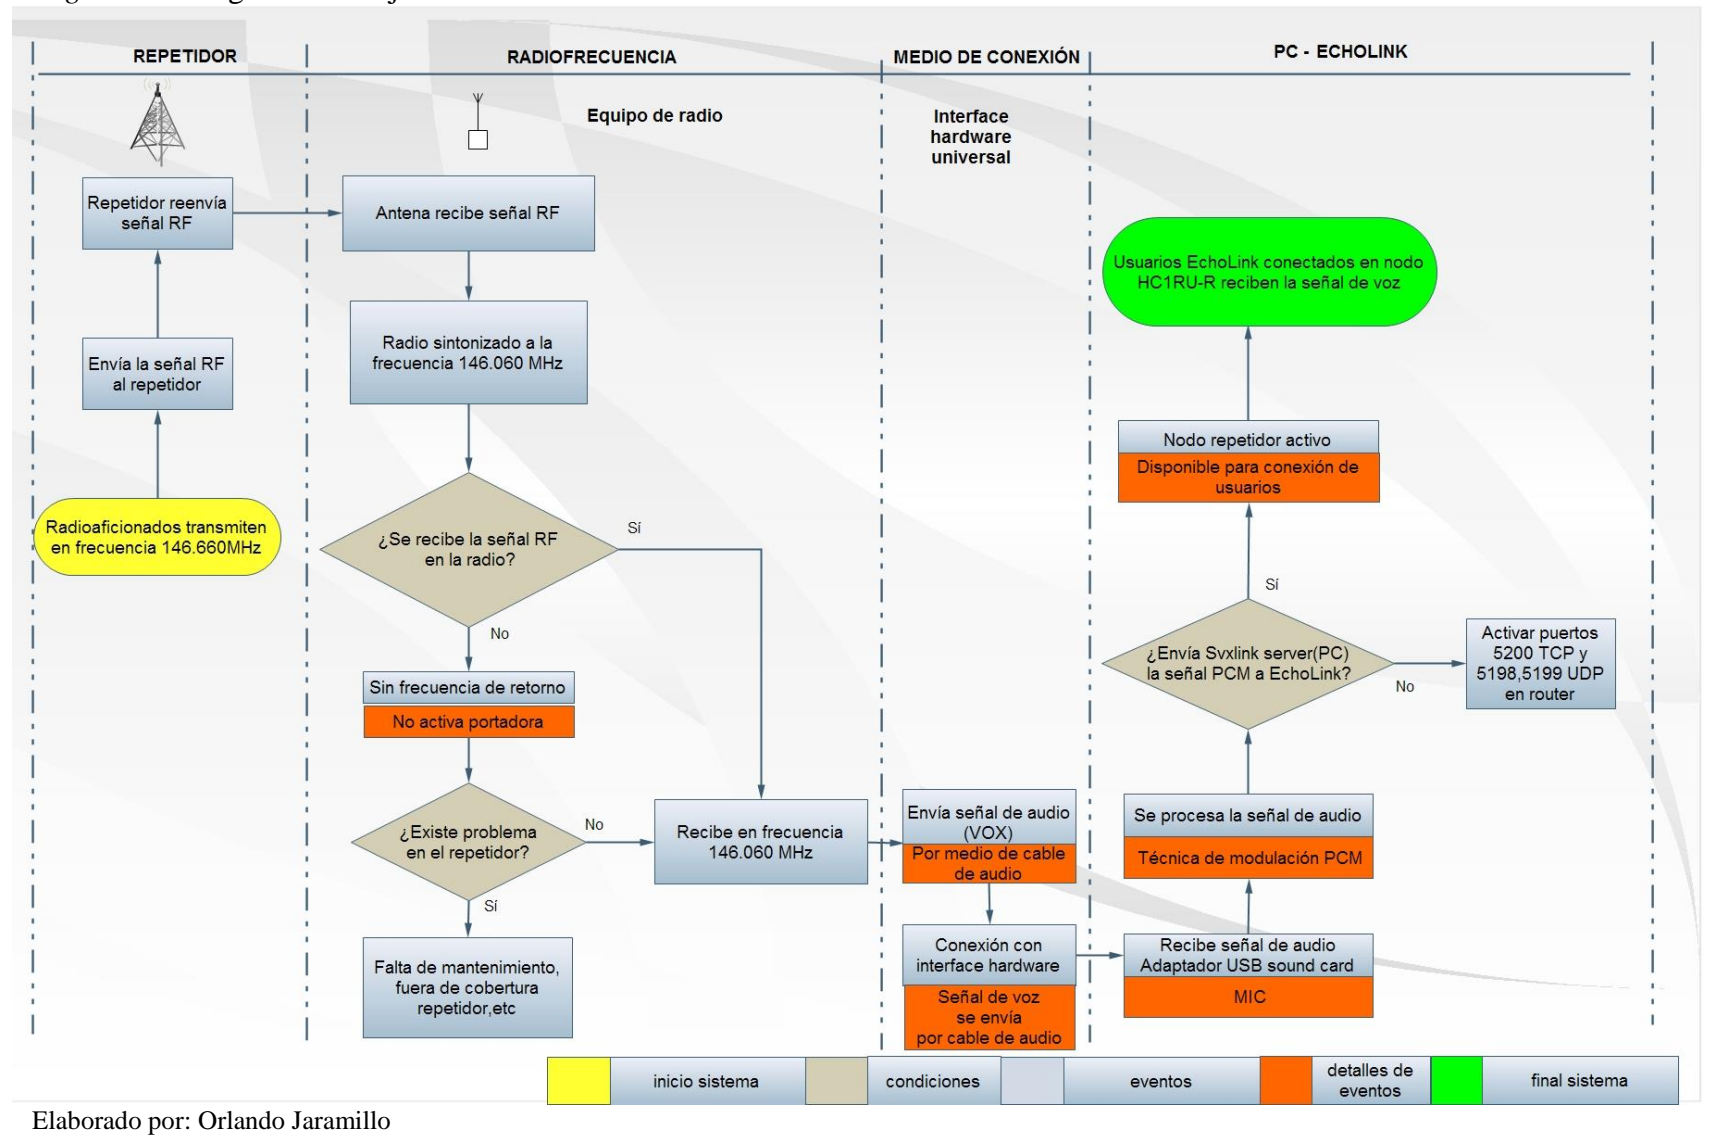 REPETIDOR
RADIOFRECUENCIA
MEDIO DE CONEXIÓN
PC - ECHOLINK
Equipo de radio
Interface
hardware
universal
Repetidor reenvía
señal RF
Envía la señal RF
al repetidor
Radioaficionados transmiten
en frecuencia 146.660MHz
Antena recibe señal RF
Radio sintonizado a la
frecuencia 146.060 MHz
¿Se recibe la señal RF
en la radio?
Sí
No
Sin frecuencia de retorno
No activa portadora
¿Existe problema
en el repetidor?
No
Sí
Falta de mantenimiento,
fuera de cobertura
repetidor,etc
Recibe en frecuencia
146.060 MHz
Envía señal de audio
(VOX)
Por medio de cable
de audio
Conexión con
interface hardware
Señal de voz
se envía
por cable de audio
Usuarios EchoLink conectados en nodo
HC1RU-R reciben la señal de voz
Nodo repetidor activo
Disponible para conexión de
usuarios
Sí
¿Envía Svxlink server(PC)
la señal PCM a EchoLink?
No
Activar puertos
5200 TCP y
5198,5199 UDP
en router
Se procesa la señal de audio
Técnica de modulación PCM
Recibe señal de audio
Adaptador USB sound card
MIC
inicio sistema
condiciones
eventos
detalles de
eventos
final sistema
Elaborado por: Orlando Jaramillo